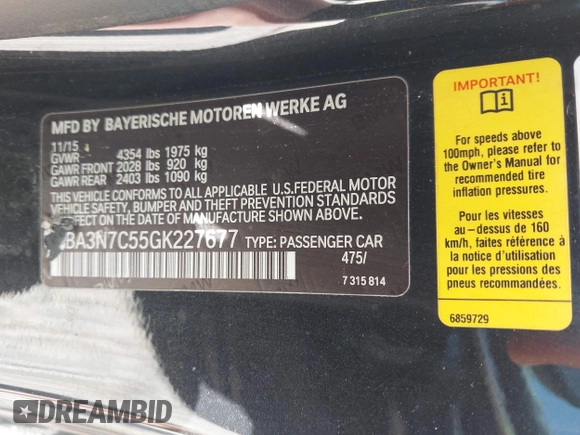 MFD BY BAYERISCHE MOTOREN WERKE AG
11/15
GVWR 4354 lbs 1975 kg
GAWR FRONT 2028 lbs 920 kg
GAWR REAR 2403 lbs 1090 kg
THIS VEHICLE CONFORMS TO ALL APPLICABLE U.S.FEDERAL MOTOR
VEHICLE SAFETY, BUMPER AND THEFT PREVENTION STANDARDS
IN EFFECT ON THE DATE OF MANUFACTURE SHOWN ABOVE.
BA3N7C55GK227677 TYPE: PASSENGER CAR
475/
7 315 814
IMPORTANT!
For speeds above
100mph, please refer to
the Owner's Manual for
recommended tire
inflation pressures.
Pour les vitesses
au - dessus de 160
km/h, faites référence à
pour les pressions des
pneus recommandées.
6859729
DREAMBID